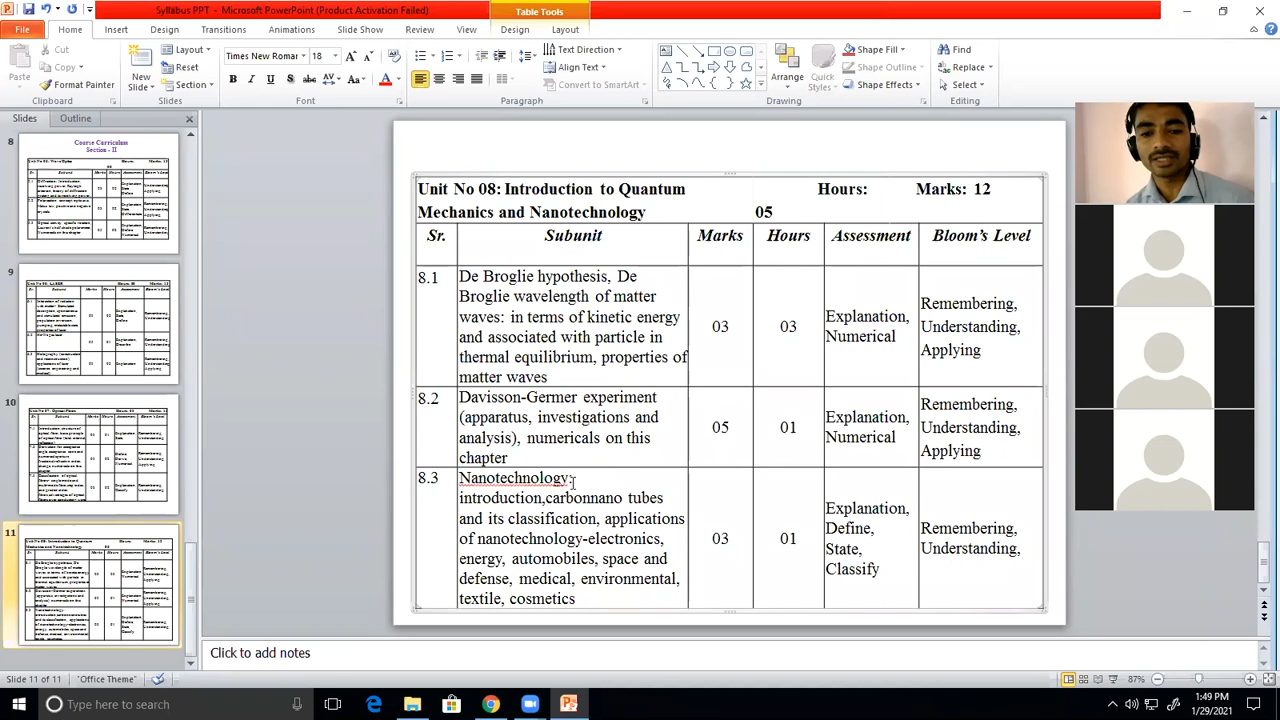 Syllabus PPT - Microsoft PowerPoint (Product Activation Failed)
Table Tools
File Home Insert Design Transitions Animations Slide Show Review View Design Layout
Paste
Cut
Copy
Format Painter
Clipboard
New Slide
Layout
Reset
Section
Slides
Times New Romar 18
Font
Text Direction
Align Text
Convert to SmartArt
Paragraph
Arrange
Quick Styles
Shape Fill
Shape Outline
Shape Effects
Drawing
Find
Replace
Select
Editing
Slides Outline
8
Course Curriculum
Section - II
9
10
11
Unit No 08: Introduction to Quantum Hours: Marks: 12
Mechanics and Nanotechnology 05
Sr. Subunit Marks Hours Assessment Bloom's Level
8.1 De Broglie hypothesis, De
Broglie wavelength of matter
waves: in terms of kinetic energy
and associated with particle in
thermal equilibrium, properties of
matter waves
03 03
Explanation,
Numerical
Remembering,
Understanding,
Applying
8.2 Davisson-Germer experiment
(apparatus, investigations and
analysis), numericals on this
chapter
05 01
Explanation,
Numerical
Remembering,
Understanding,
Applying
8.3 Nanotechnology:
introduction,carbonnano tubes
and its classification, applications
of nanotechnology-electronics,
energy, automobiles, space and
defense, medical, environmental,
textile, cosmetics
03 01
Explanation,
Define,
State,
Classify
Remembering,
Understanding,
Click to add notes
Slide 11 of 11 "Office Theme" 87%
Type here to search
1:49 PM
1/29/2021